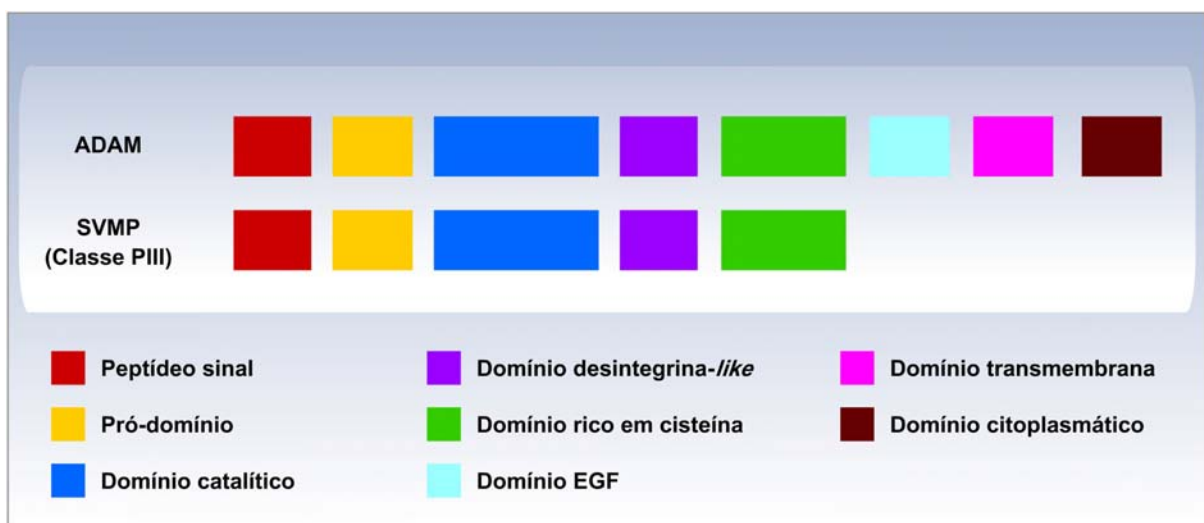 ADAM
SVMP
(Classe PIII)
Peptídeo sinal
Pró-domínio
Domínio catalítico
Domínio desintegrina-like
Domínio rico em cisteína
Domínio EGF
Domínio transmembrana
Domínio citoplasmático